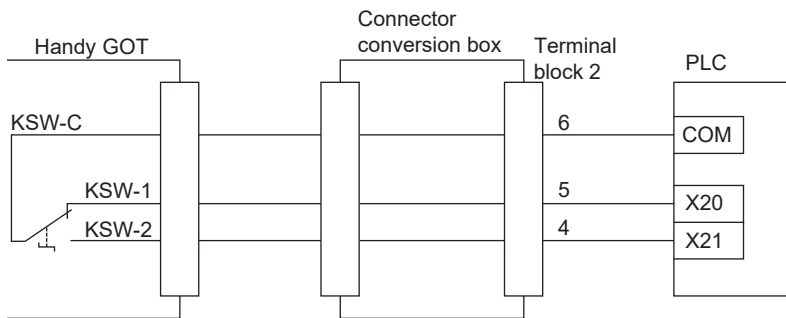 Handy GOT
Connector
conversion box
Terminal
block 2
PLC
KSW-C
6
COM
KSW-1
5
X20
KSW-2
4
X21